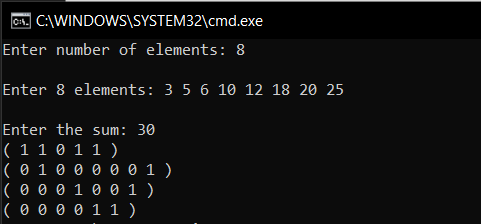 C:\WINDOWS\SYSTEM32\cmd.exe
Enter number of elements: 8
Enter 8 elements: 3 5 6 10 12 18 20 25
Enter the sum: 30
( 1 1 0 1 1 )
( 0 1 0 0 0 0 0 1 )
( 0 0 0 1 0 0 1 )
( 0 0 0 0 1 1 )